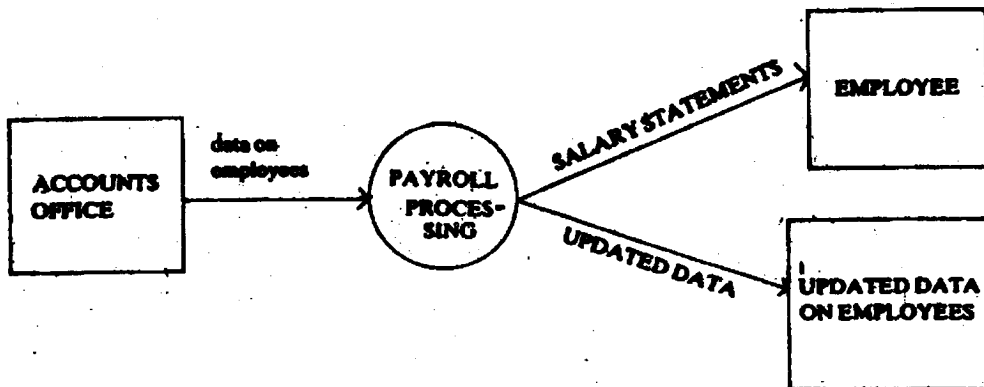 ACCOUNTS
OFFICE
data on
employees
PAYROLL
PROCES-
SING
SALARY STATEMENTS
UPDATED DATA
EMPLOYEE
UPDATED DATA
ON EMPLOYEES